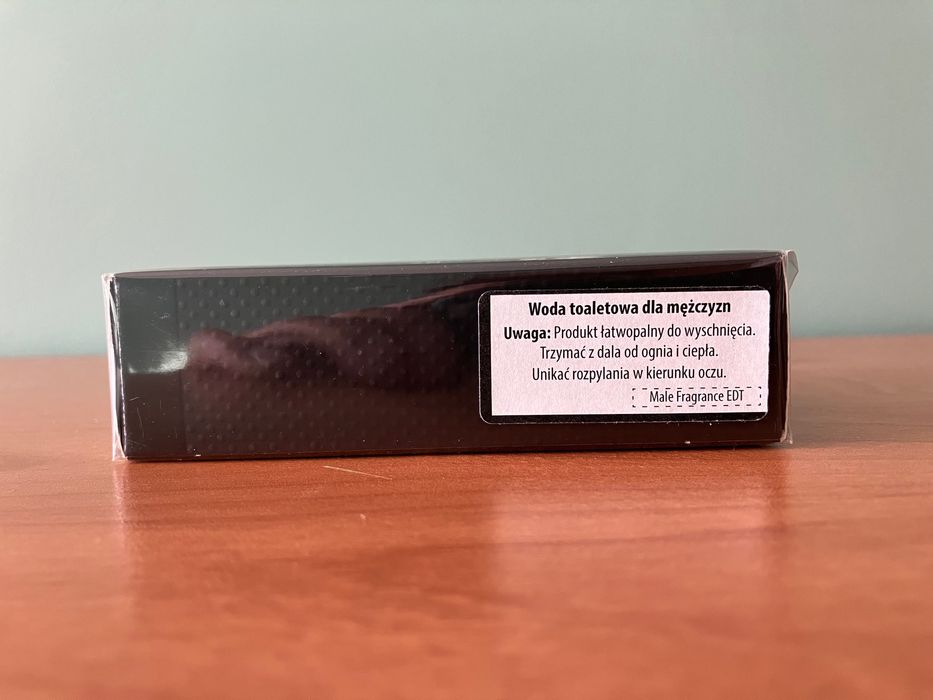 Woda toaletowa dla mężczyzn
Uwaga: Produkt łatwopalny do wyschnięcia.
Trzymać z dala od ognia i ciepła.
Unikać rozpylania w kierunku oczu.
Male Fragrance EDT